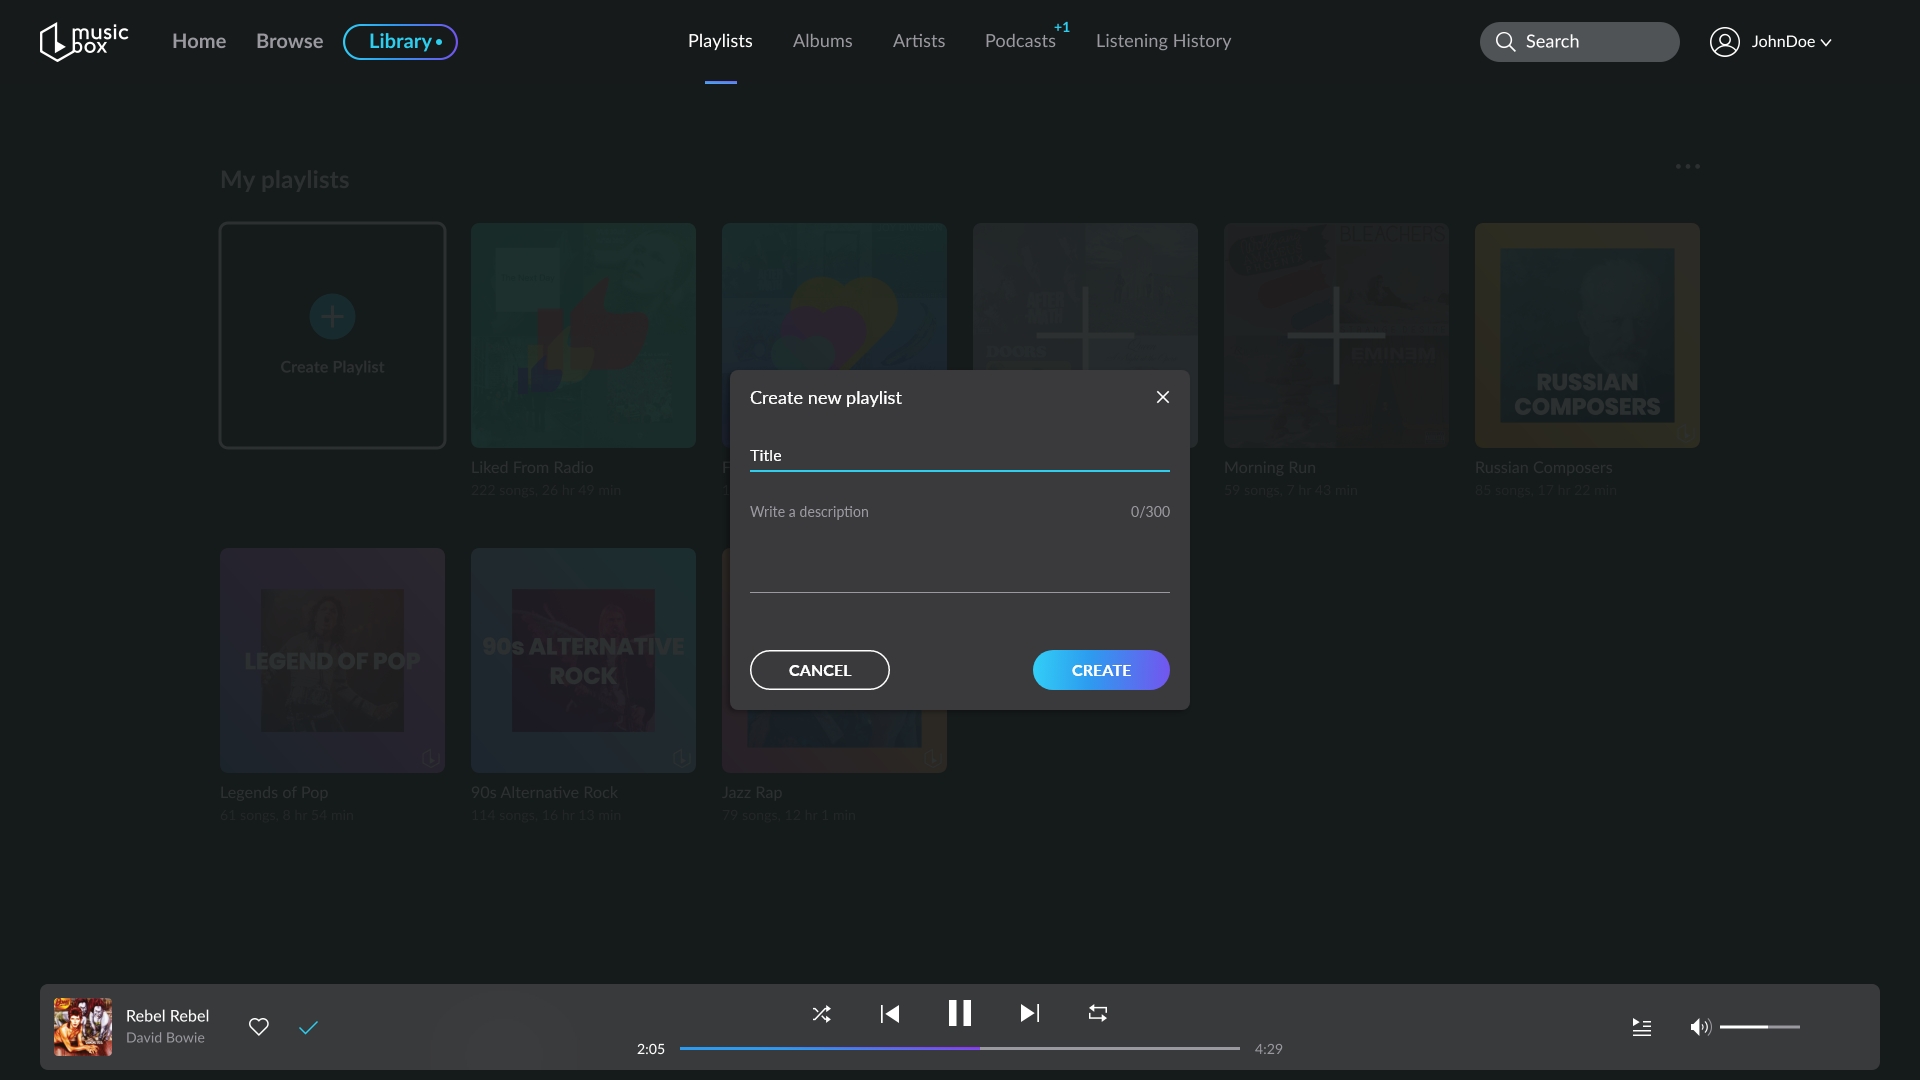 music
box
Home
Browse
Library
Playlists
Albums
Artists
Podcasts
+1
Listening History
Search
JohnDoe
My playlists
Create Playlist
BLEACHERS
DOORS
EMINEM
RUSSIAN
COMPOSERS
Liked From Radio
222 songs, 26 hr 49 min
Morning Run
59 songs, 7 hr 43 min
Russian Composers
85 songs, 17 hr 22 min
Create new playlist
Title
Write a description
0/300
CANCEL
CREATE
LEGEND OF POP
90s ALTERNATIVE
ROCK
Legends of Pop
61 songs, 8 hr 54 min
90s Alternative Rock
114 songs, 16 hr 13 min
Jazz Rap
79 songs, 12 hr 1 min
Rebel Rebel
David Bowie
2:05
4:29